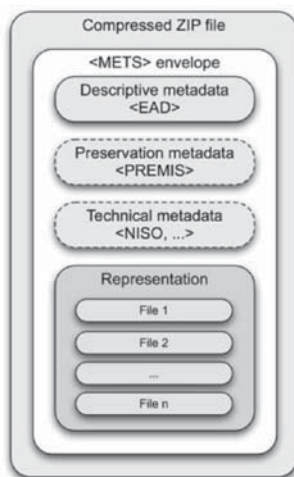 Compressed ZIP file
<METS> envelope
Descriptive metadata
<EAD>
Preservation metadata
<PREMIS>
Technical metadata
<NISO, ...>
Representation
File 1
File 2
...
File n